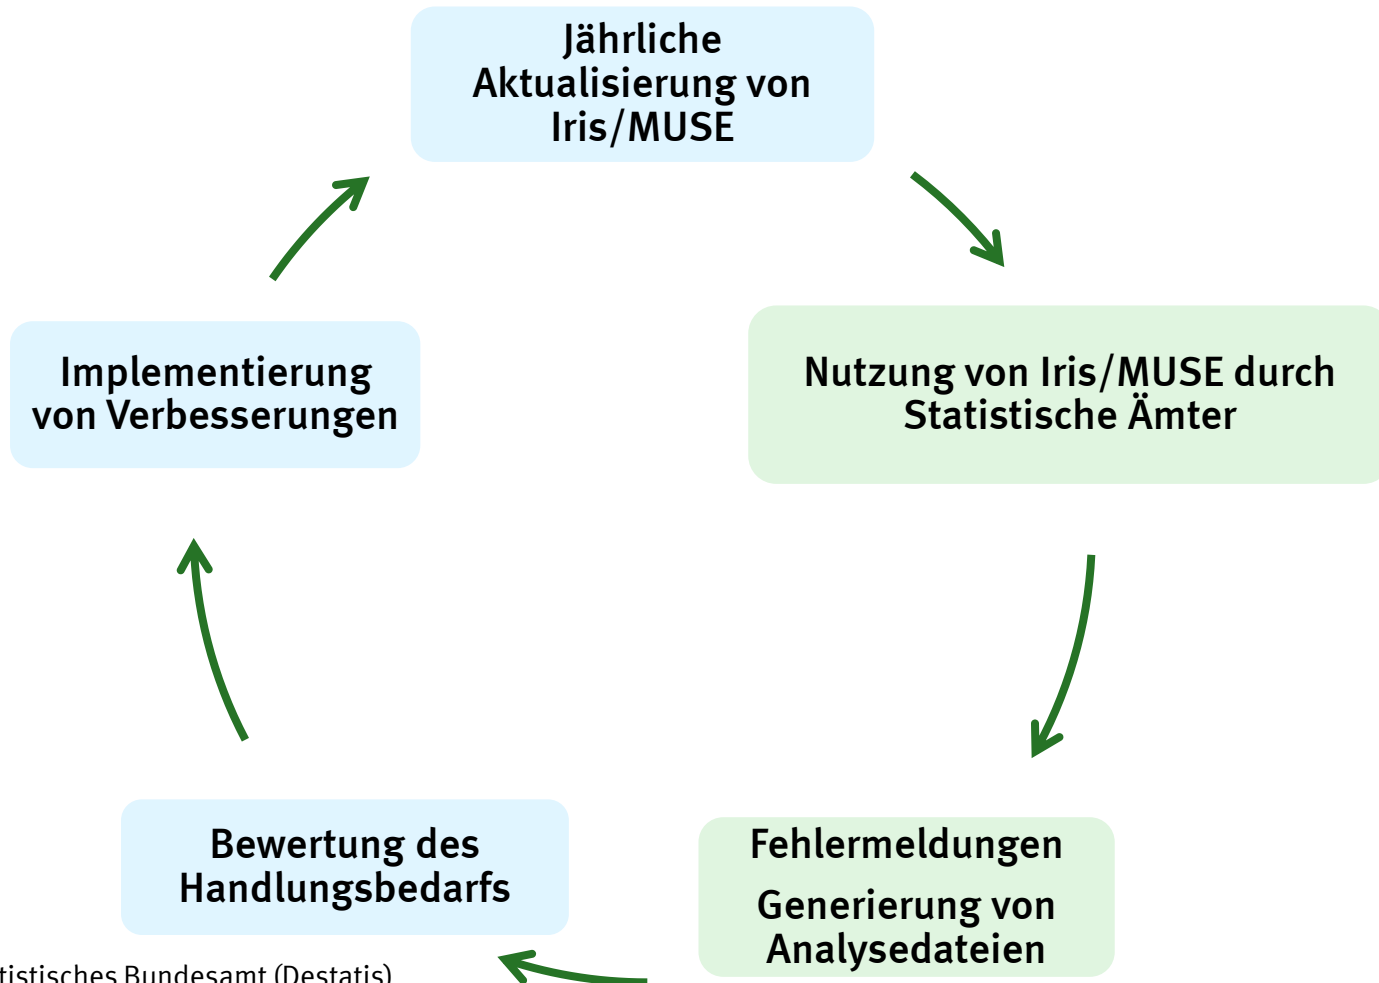 Jährliche
Aktualisierung von
Iris/MUSE
Implementierung
von Verbesserungen
Nutzung von Iris/MUSE durch
Statistische Ämter
Bewertung des
Handlungsbedarfs
Fehlermeldungen
Generierung von
Analysedateien
tistisches Bundesamt (Destatis)